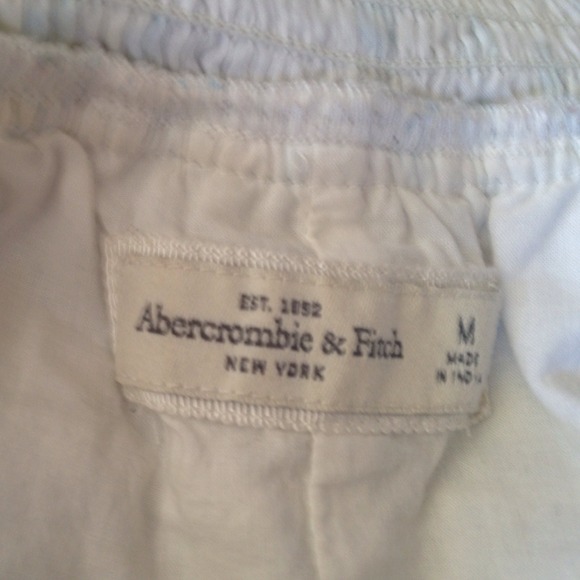 EST. 1892
Abercrombie & Fitch
NEW YORK
M
MADE
IN INDIA